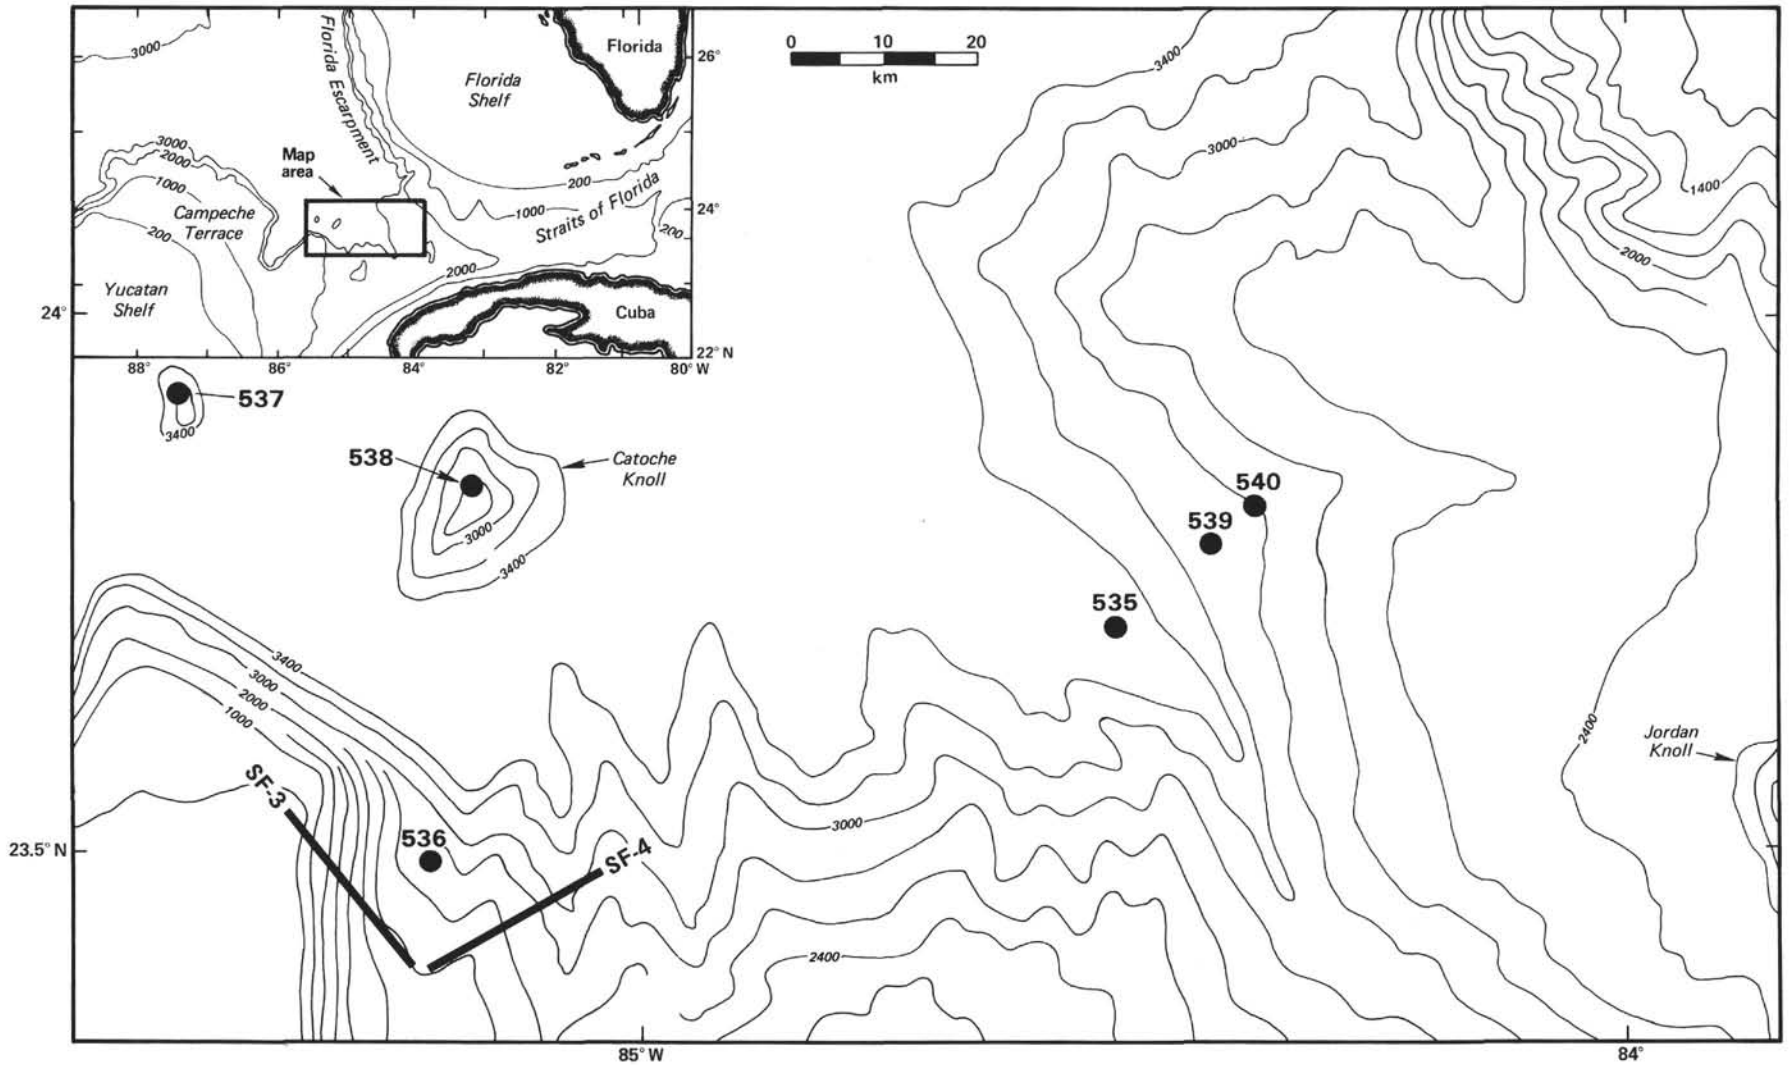 3000
Florida Escarpment
Florida
Shelf
Florida
26°
3000
2000
1000
Map
area
200
1000
Straits of Florida
24°
Campeche
Terrace
200
200
2000
Yucatan
Shelf
Cuba
24°
22° N
88°
86°
84°
82°
80° W
0 10 20
km
3400
3000
1400
2000
537
3400
538
Catoche
Knoll
3000
3400
540
539
535
3400
3000
2000
1000
2400
Jordan
Knoll
SF-3
536
SF-4
3000
23.5° N
2400
85° W
84°